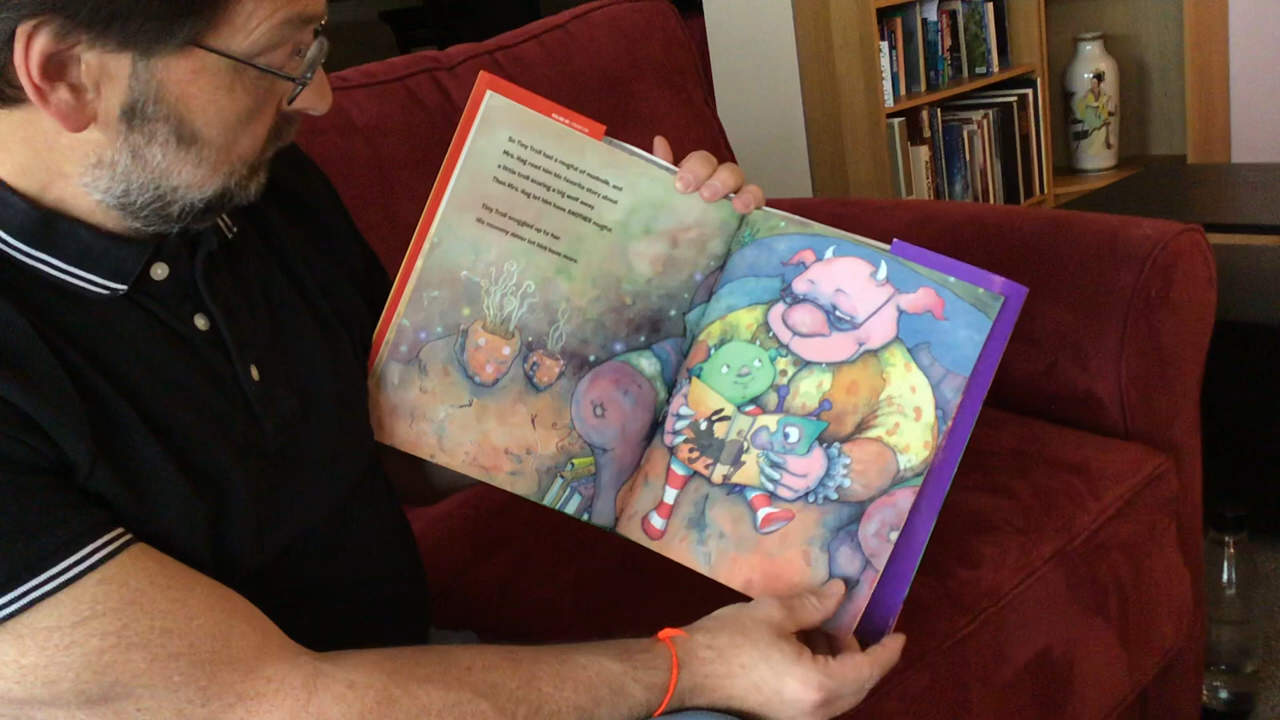 So Tiny Troll had a mugful of mudmilk, and
Mrs. Hag read him his favorite story about
a little troll scaring a big wolf away.
Then Mrs. Hag let him have ANOTHER mugful.
Tiny Troll snuggled up to her.
His mommy never let him have more.